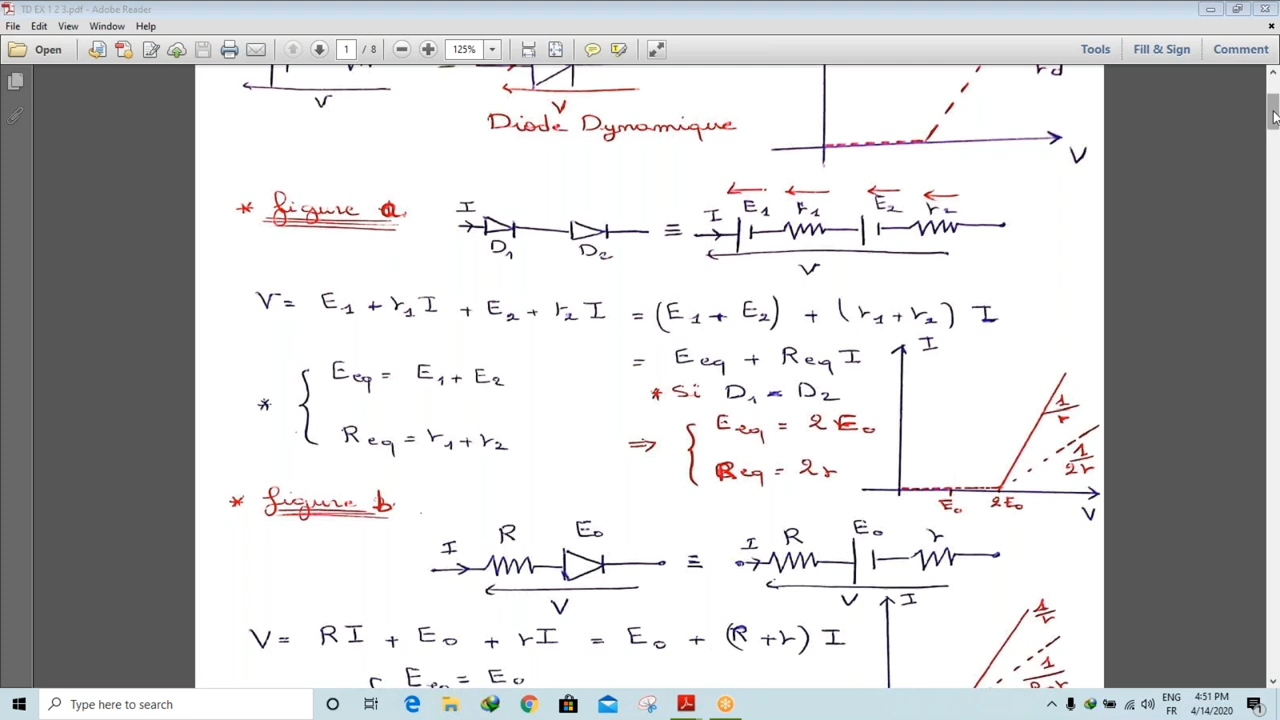 TD EX 1 2 3.pdf - Adobe Reader
File Edit View Window Help
Open 1 / 8 125% Tools Fill & Sign Comment
rd
V
V
Diode Dynamique
V
* figure a.
I D1 D2 ≡ I E1 r1 E2 r2
V
V = E1 + r1 I + E2 + r2 I = (E1 + E2) + (r1 + r2) I
= Eeq + Req I
* { Eeq = E1 + E2
Req = r1 + r2
* Si D1 = D2
⇒ { Eeq = 2 E0
Req = 2r
I
1/r
1/2r
E0 2E0 V
* figure b.
I R E0 ≡ I R E0 r
V V
V = RI + E0 + rI = E0 + (R + r) I
Eeq = E0
I
1/r
Type here to search
ENG 4:51 PM
FR 4/14/2020